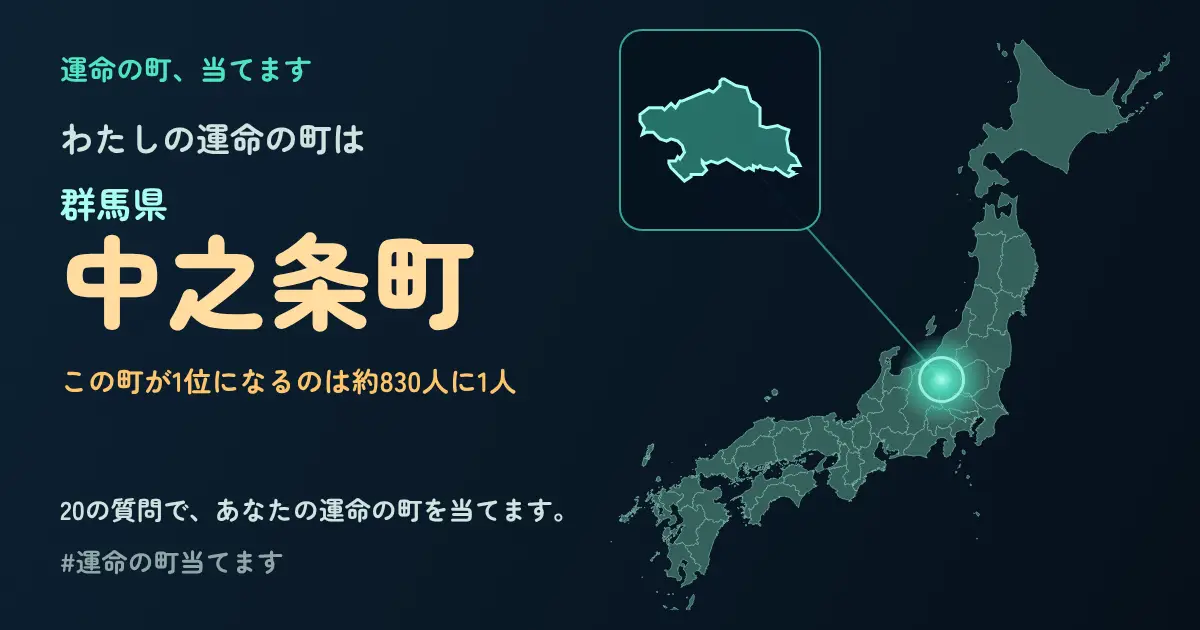 運命の町、当てます
わたしの運命の町は
群馬県
中之条町
この町が1位になるのは約830人に1人
20の質問で、あなたの運命の町を当てます。
#運命の町当てます